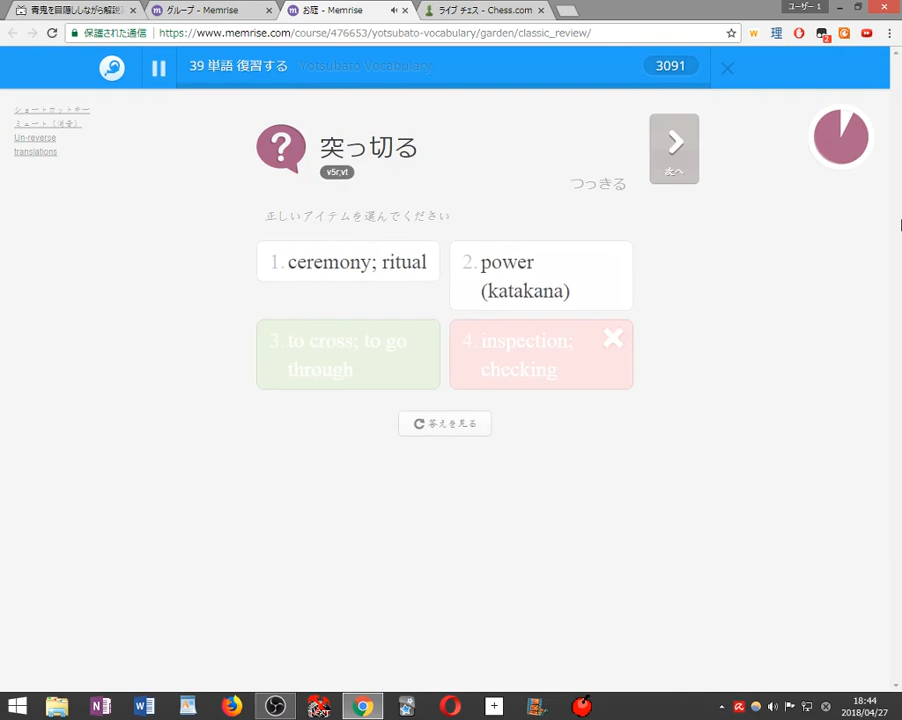 青鬼を目隠ししながら解説
グループ - Memrise
お庭 - Memrise
ライブ チェス - Chess.com
ユーザー 1
保護された通信
https://www.memrise.com/course/476653/yotsubato-vocabulary/garden/classic_review/
39 単語 復習する
Yotsubato Vocabulary
3091
ショートカットキー
ミュート（消音）
Un-reverse
translations
突っ切る
v5r,vt
つっきる
次へ
正しいアイテムを選んでください
1. ceremony; ritual
2. power
(katakana)
3. to cross; to go
through
4. inspection;
checking
答えを見る
18:44
2018/04/27